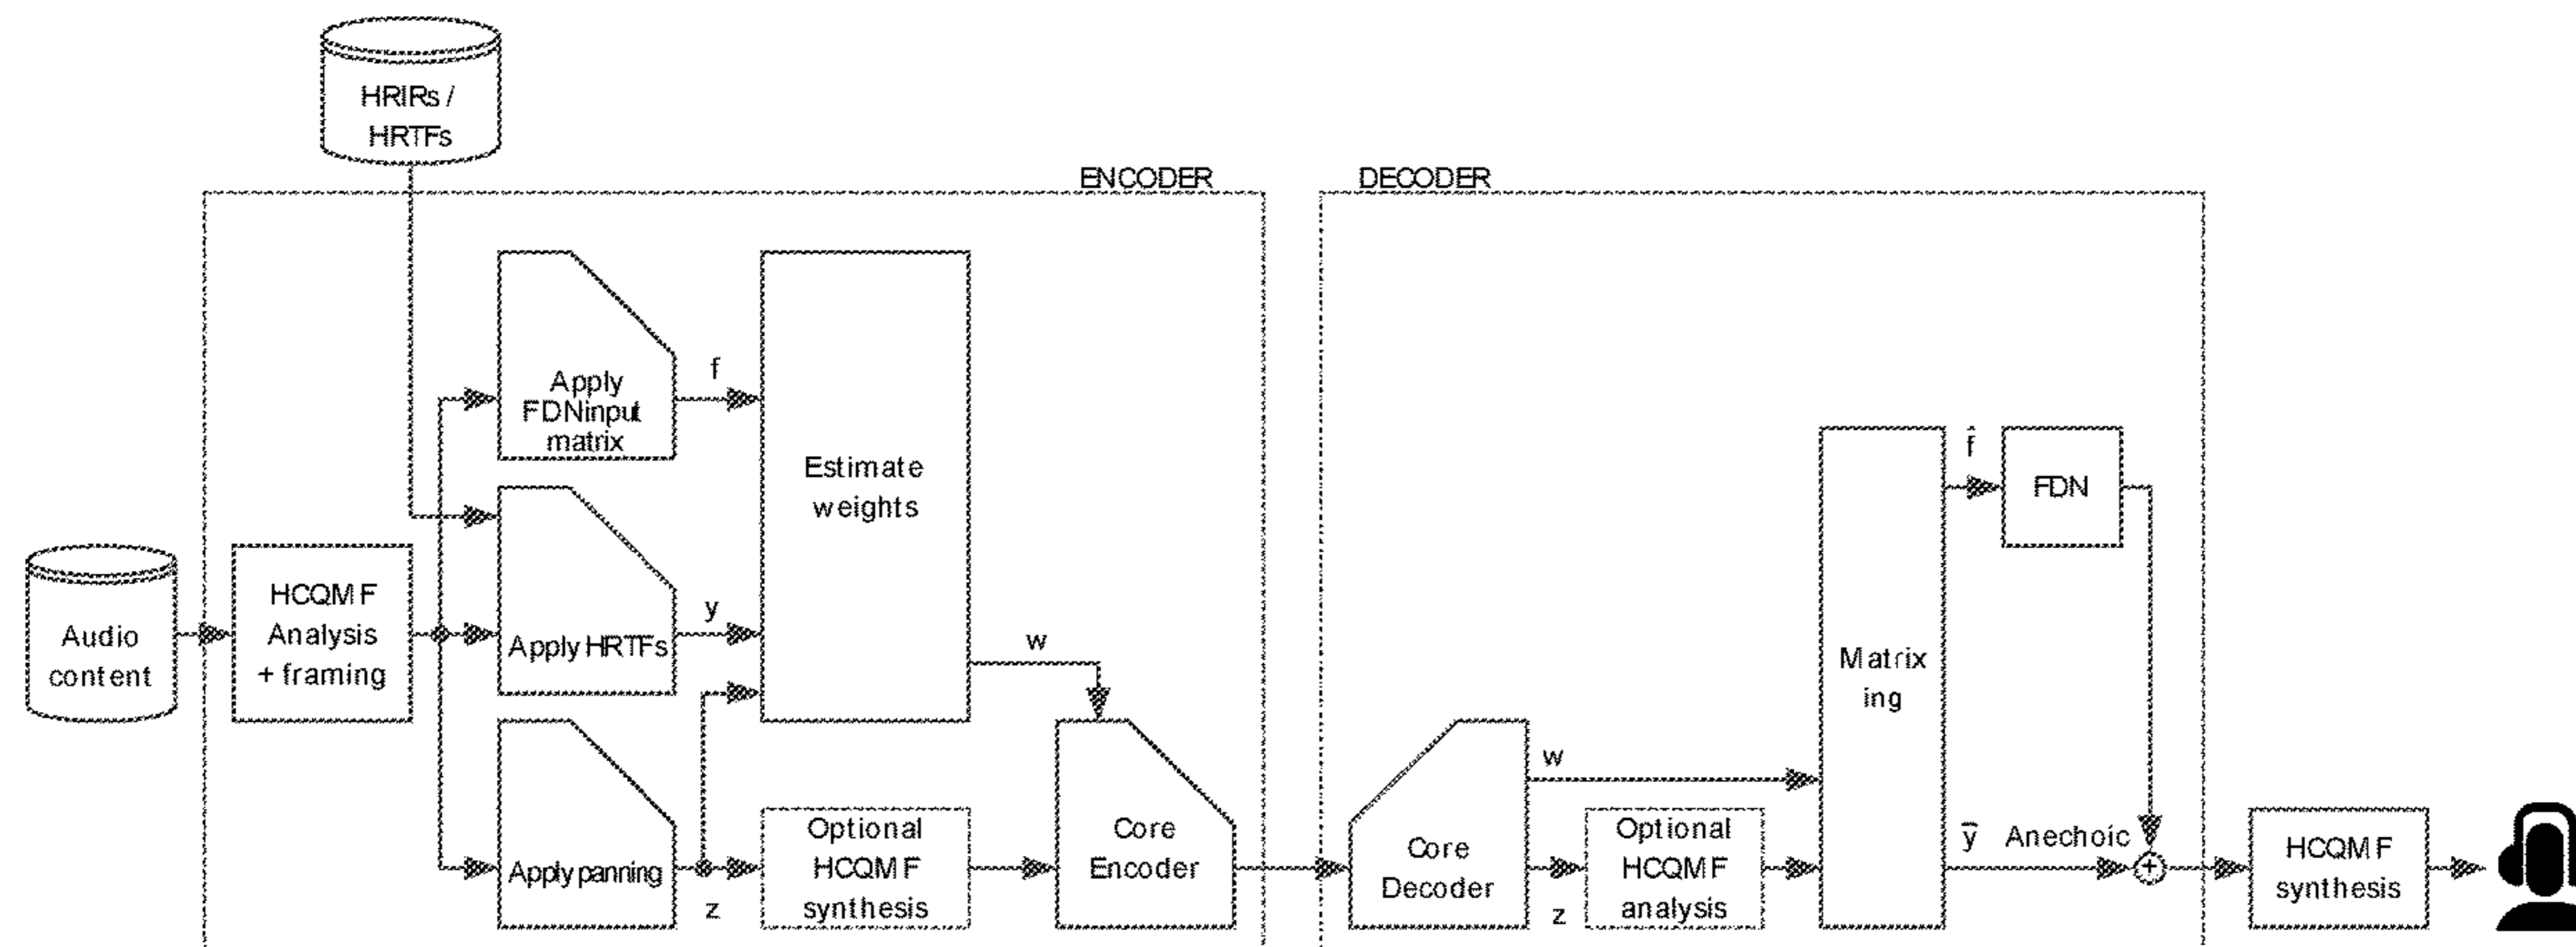 HRIRs /
HRTFs
ENCODER
DECODER
Apply
FDNinput
matrix
f
Estimate
weights
f̂
FDN
Audio
content
HCQMF
Analysis
+ framing
Apply HRTFs
y
w
Matrix
ing
Apply panning
z
Optional
HCQMF
synthesis
Core
Encoder
Core
Decoder
w
z
Optional
HCQMF
analysis
ȳ Anechoic
+
HCQMF
synthesis